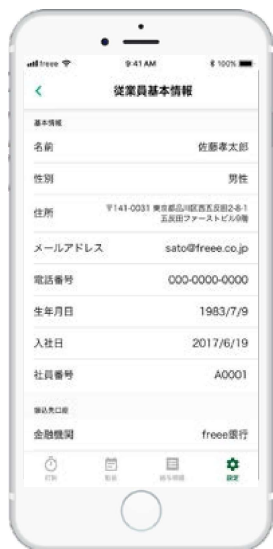 freee 9:41 AM 100%
従業員基本情報
基本情報
名前 佐藤孝太郎
性別 男性
住所 〒141-0031 東京都品川区西五反田2-8-1
五反田ファーストビル9階
メールアドレス sato@freee.co.jp
電話番号 000-0000-0000
生年月日 1983/7/9
入社日 2017/6/19
社員番号 A0001
振込先口座
金融機関 freee銀行
打刻 勤怠 給与明細 設定